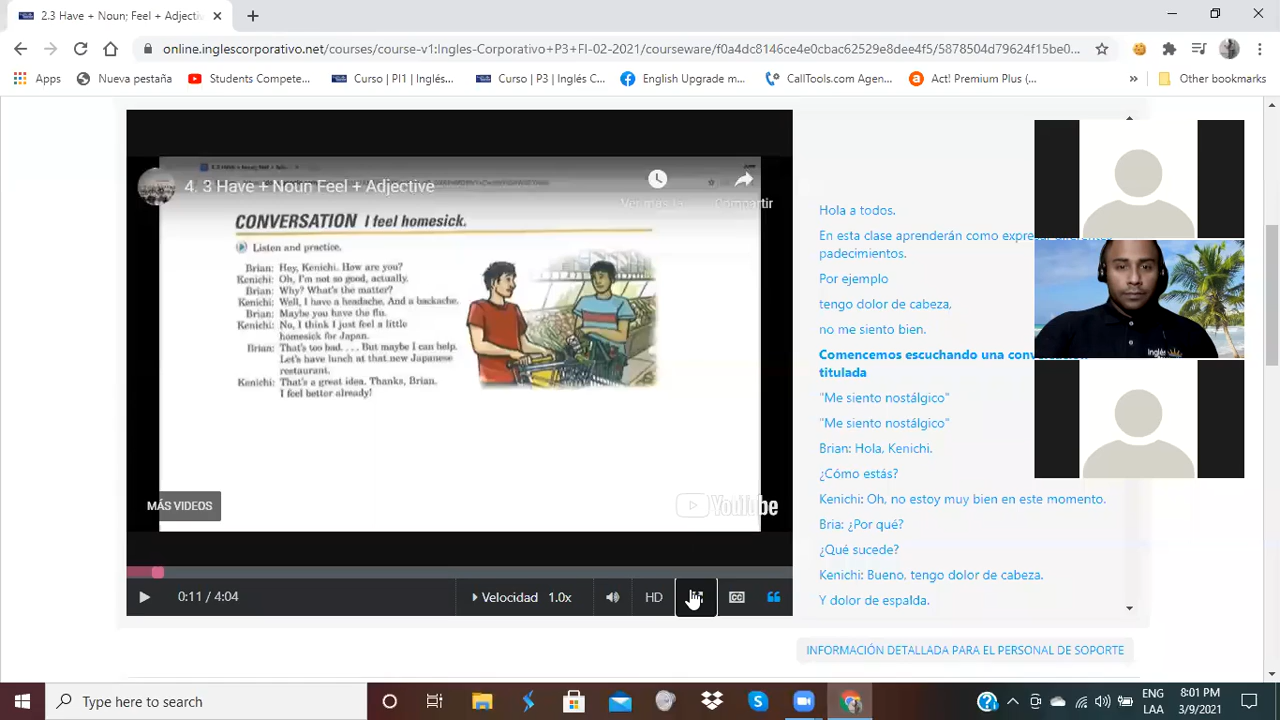 2.3 Have + Noun; Feel + Adjecti
online.inglescorporativo.net/courses/course-v1:Ingles-Corporativo+P3+FI-02-2021/courseware/f0a4dc8146ce4e0cbac62529e8dee4f5/5878504d79624f15be0...
Apps
Nueva pestaña
Students Compete...
Curso | PI1 | Inglés...
Curso | P3 | Inglés C...
English Upgrade m...
CallTools.com Agen...
Act! Premium Plus (...
»
Other bookmarks
4. 3 Have + Noun Feel + Adjective
Ver más ta
Compartir
CONVERSATION I feel homesick.
Listen and practice.
Brian: Hey, Kenichi. How are you?
Kenichi: Oh, I'm not so good, actually.
Brian: Why? What's the matter?
Kenichi: Well, I have a headache. And a backache.
Brian: Maybe you have the flu.
Kenichi: No, I think I just feel a little
homesick for Japan.
Brian: That's too bad. . . . But maybe I can help.
Let's have lunch at that new Japanese
restaurant.
Kenichi: That's a great idea. Thanks, Brian.
I feel better already!
MÁS VIDEOS
YouTube
0:11 / 4:04
Velocidad 1.0x
HD
Hola a todos.
En esta clase aprenderán como
padecimientos.
Por ejemplo
tengo dolor de cabeza,
no me siento bien.
Comencemos escuchando una
titulada
"Me siento nostálgico"
"Me siento nostálgico"
Brian: Hola, Kenichi.
¿Cómo estás?
Kenichi: Oh, no estoy muy bien en este momento.
Bria: ¿Por qué?
¿Qué sucede?
Kenichi: Bueno, tengo dolor de cabeza.
Y dolor de espalda.
INFORMACIÓN DETALLADA PARA EL PERSONAL DE SOPORTE
Type here to search
ENG
LAA
8:01 PM
3/9/2021